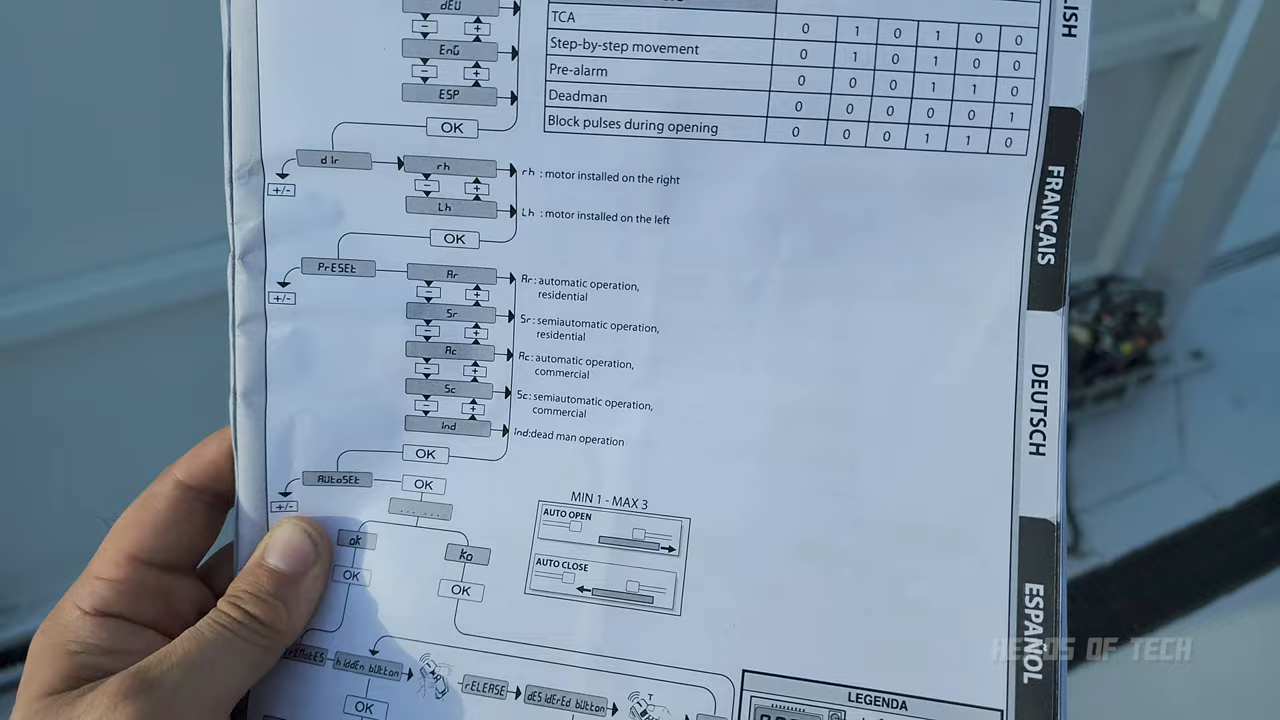 dEU
-
+
EnG
-
+
ESP
OK
TCA 0 1 0 1 0 0
Step-by-step movement 0 1 0 1 0 0
Pre-alarm 0 0 0 1 1 0
Deadman 0 0 0 0 0 1
Block pulses during opening 0 0 0 1 1 0
dIr
+/-
rh
rh : motor installed on the right
-
+
Lh
Lh : motor installed on the left
OK
PrESEt
+/-
Ar
Ar: automatic operation,
residential
-
+
Sr
Sr: semiautomatic operation,
residential
-
+
Ac
Ac: automatic operation,
commercial
-
+
Sc
Sc: semiautomatic operation,
commercial
-
+
Ind
Ind:dead man operation
OK
AUtoSEt
+/-
OK
... ...
ok
OK
Ko
OK
MIN 1 - MAX 3
AUTO OPEN
AUTO CLOSE
hIddEn bUtton
rELEASE
dESIdErEd bUtton
T
OK
LEGENDA
LISH
FRANÇAIS
DEUTSCH
ESPAÑOL
HEADS OF TECH